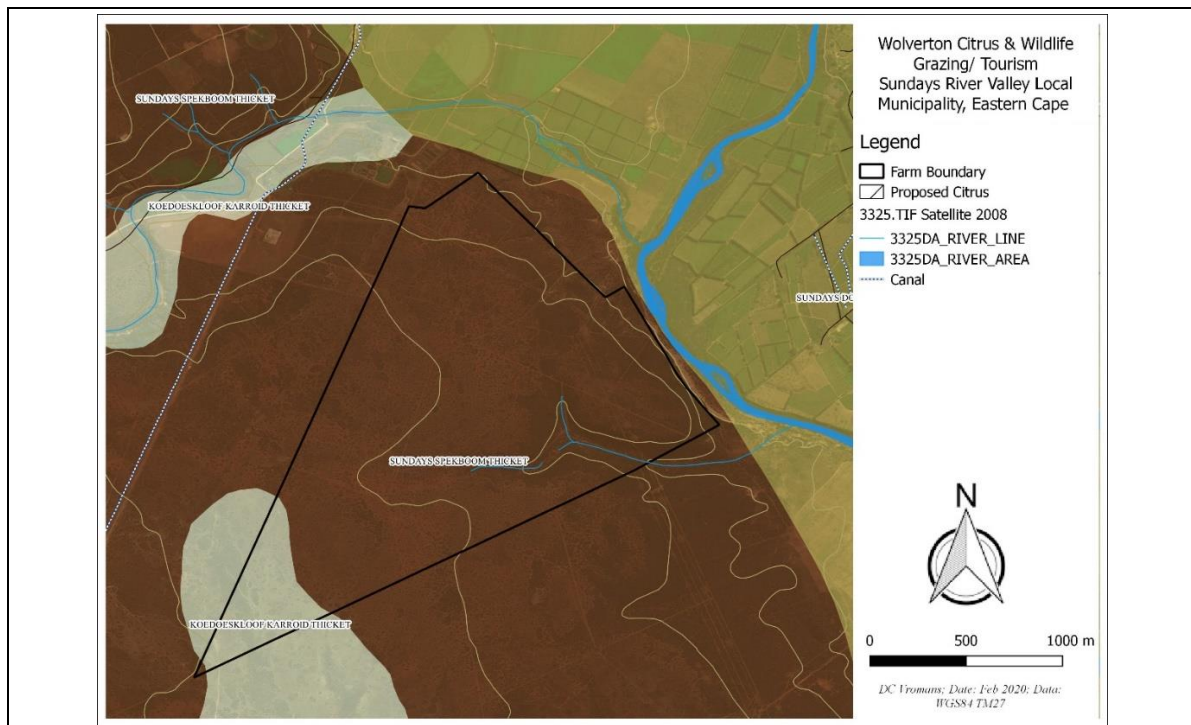 Wolverton Citrus & Wildlife
Grazing/ Tourism
Sundays River Valley Local
Municipality, Eastern Cape
Legend
Farm Boundary
Proposed Citrus
3325.TIF Satellite 2008
3325DA_RIVER_LINE
3325DA_RIVER_AREA
Canal
SUNDAYS SPEKBOOM THICKET
KOEDOESKLOOF KARROID THICKET
SUNDAYS DO
SUNDAYS SPEKBOOM THICKET
KOEDOESKLOOF KARROID THICKET
N
0 500 1000 m
DC Vromans; Date: Feb 2020; Data:
WGS84 TM27